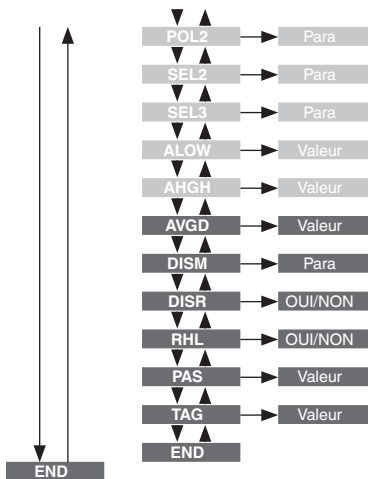 POL2 Para
SEL2 Para
SEL3 Para
ALOW Valeur
AHGH Valeur
AVGD Valeur
DISM Para
DISR OUI/NON
RHL OUI/NON
PAS Valeur
TAG Valeur
END
END